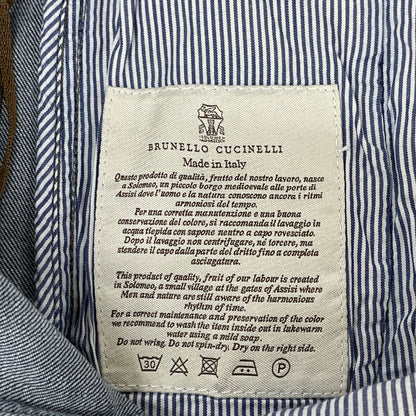 BRUNELLO CUCINELLI
Made in Italy
Questo prodotto di qualità, frutto del nostro lavoro, nasce
a Solomeo, un piccolo borgo medioevale alle porte di
Assisi dove l'uomo e la natura conoscono ancora i ritmi
armoniosi del tempo.
Per una corretta manutenzione e una buona
conservazione del colore, si raccomanda il lavaggio in
acqua tiepida con sapone neutro a capo rovesciato.
Dopo il lavaggio non centrifugare, né torcere, ma
stendere il capo dalla parte del dritto fino a completa
asciugatura.
This product of quality, fruit of our labour is created
in Solomeo, a small village at the gates of Assisi where
Men and nature are still aware of the harmonious
rhythm of time.
For a correct maintenance and preservation of the color
we recommend to wash the item inside out in lukewarm
water using a mild soap.
Do not wring. Do not spin-dry. Dry on the right side.
30 P